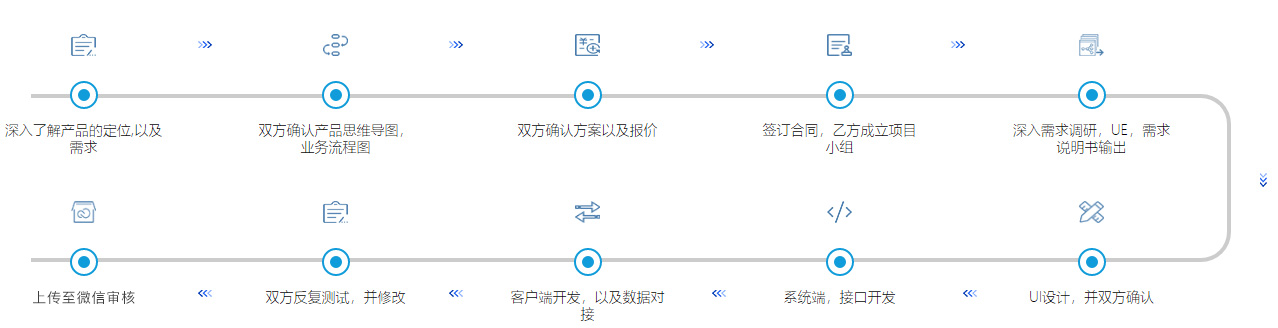 深入了解产品的定位,以及
需求
双方确认产品思维导图，
业务流程图
双方确认方案以及报价
签订合同，乙方成立项目
小组
深入需求调研，UE，需求
说明书输出
上传至微信审核
双方反复测试，并修改
客户端开发，以及数据对
接
系统端，接口开发
UI设计，并双方确认